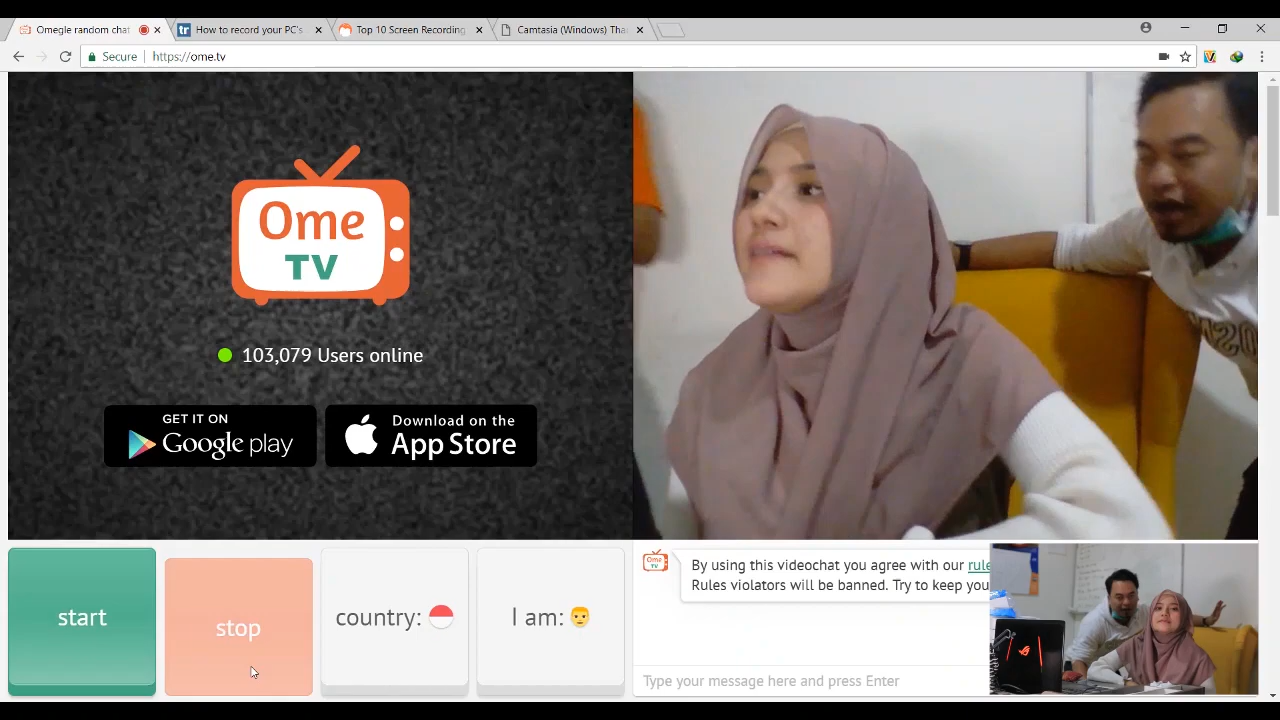 Omegle random chat
How to record your PC's
Top 10 Screen Recording
Camtasia (Windows) Tha
Secure
https://ome.tv
Ome
TV
103,079 Users online
GET IT ON
Google play
Download on the
App Store
start
stop
country:
I am:
Ome
TV
By using this videochat you agree with our rule
Rules violators will be banned. Try to keep you
Type your message here and press Enter